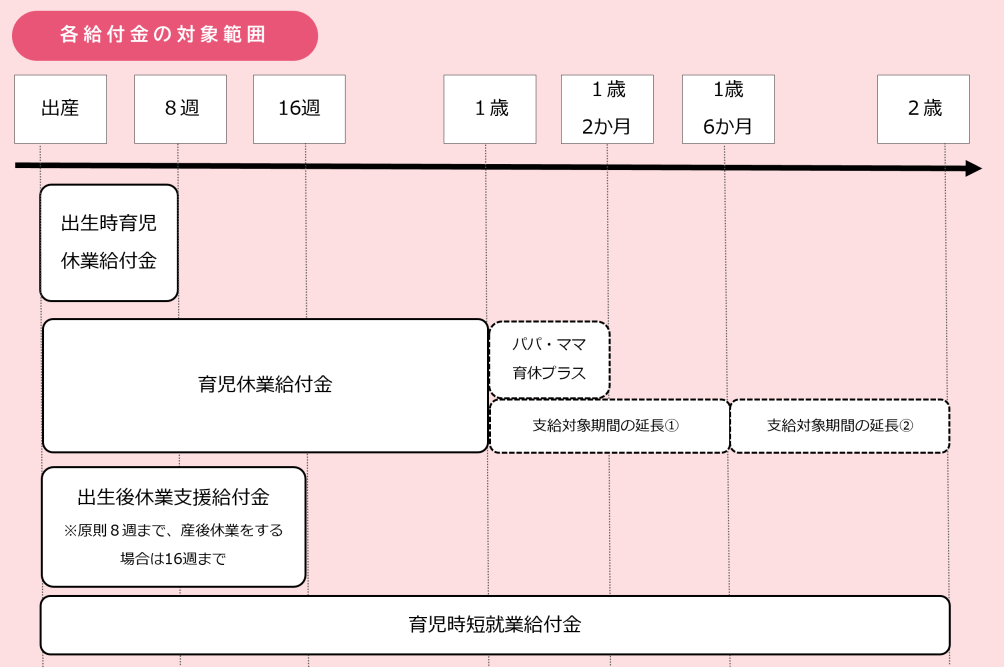 各給付金の対象範囲
出産
８週
16週
１歳
１歳
2か月
1歳
6か月
２歳
出生時育児
休業給付金
育児休業給付金
パパ・ママ
育休プラス
支給対象期間の延長①
支給対象期間の延長②
出生後休業支援給付金
※原則８週まで、産後休業をする
場合は16週まで
育児時短就業給付金